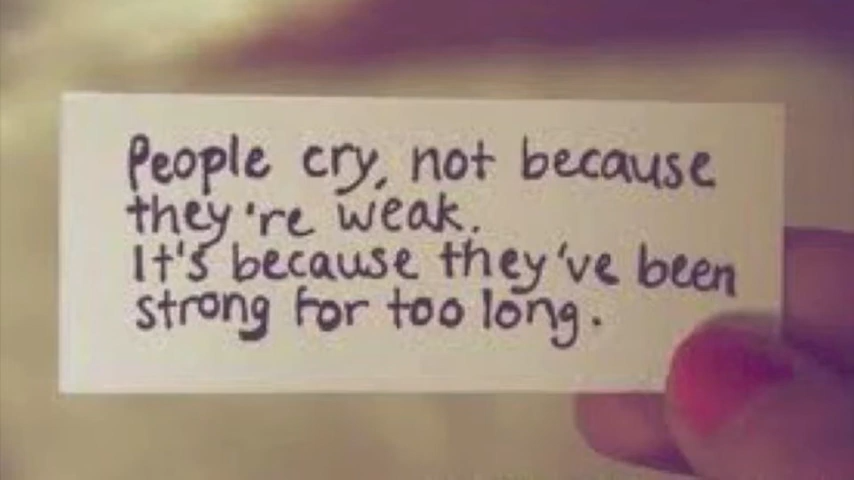 People cry, not because
they're weak.
It's because they've been
strong for too long.